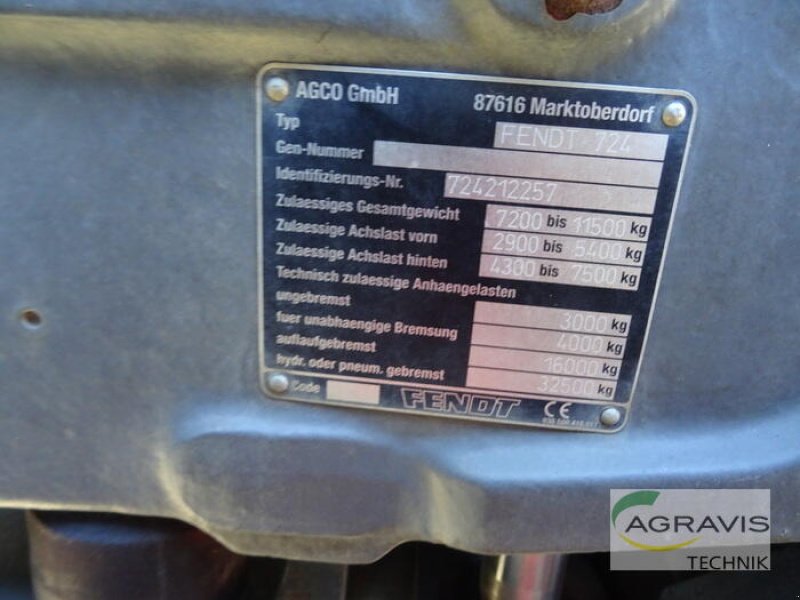 AGCO GmbH 87616 Marktoberdorf
Typ FENDT 724
Gen-Nummer
Identifizierungs-Nr. 724212257
Zulaessiges Gesamtgewicht 7200 bis 11500 kg
Zulaessige Achslast vorn 2900 bis 5400 kg
Zulaessige Achslast hinten 4300 bis 7500 kg
Technisch zulaessige Anhaengelasten
ungebremst 3000 kg
fuer unabhaengige Bremsung 4000 kg
auflaufgebremst 16000 kg
hydr. oder pneum. gebremst 32500 kg
Code FENDT CE
AGRAVIS
TECHNIK